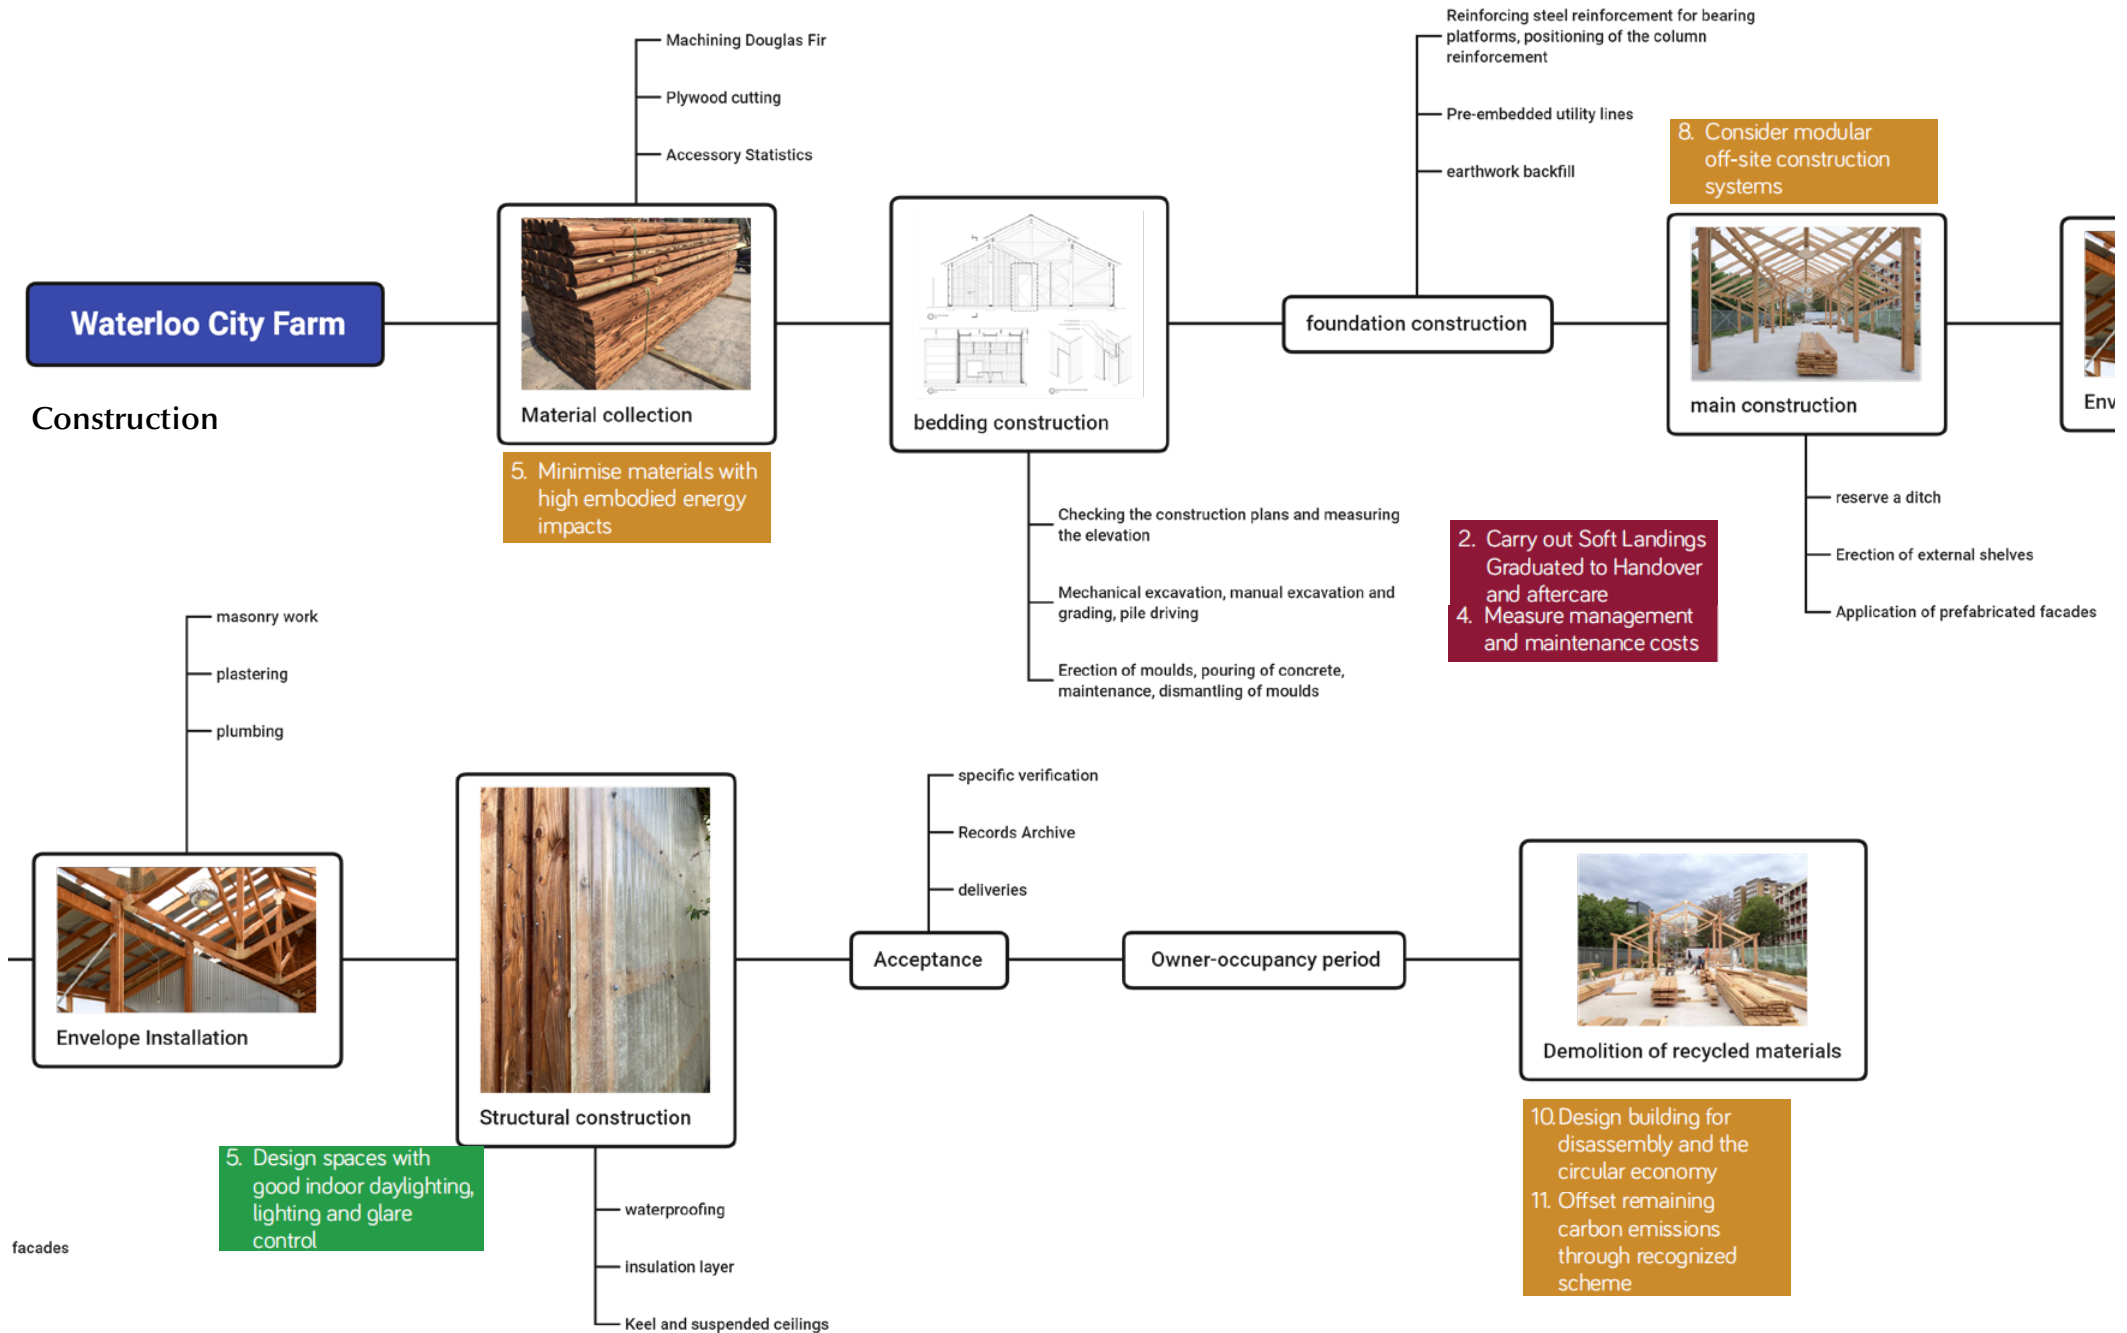 Machining Douglas Fir
Plywood cutting
Accessory Statistics
Reinforcing steel reinforcement for bearing
platforms, positioning of the column
reinforcement
Pre-embedded utility lines
earthwork backfill
8. Consider modular
off-site construction
systems
Waterloo City Farm
Construction
Material collection
5. Minimise materials with
high embodied energy
impacts
bedding construction
Checking the construction plans and measuring
the elevation
Mechanical excavation, manual excavation and
grading, pile driving
Erection of moulds, pouring of concrete,
maintenance, dismantling of moulds
foundation construction
2. Carry out Soft Landings
Graduated to Handover
and aftercare
4. Measure management
and maintenance costs
main construction
reserve a ditch
Erection of external shelves
Application of prefabricated facades
Env
masonry work
plastering
plumbing
Envelope Installation
5. Design spaces with
good indoor daylighting,
lighting and glare
control
facades
Structural construction
waterproofing
insulation layer
Keel and suspended ceilings
specific verification
Records Archive
deliveries
Acceptance
Owner-occupancy period
Demolition of recycled materials
10. Design building for
disassembly and the
circular economy
11. Offset remaining
carbon emissions
through recognized
scheme